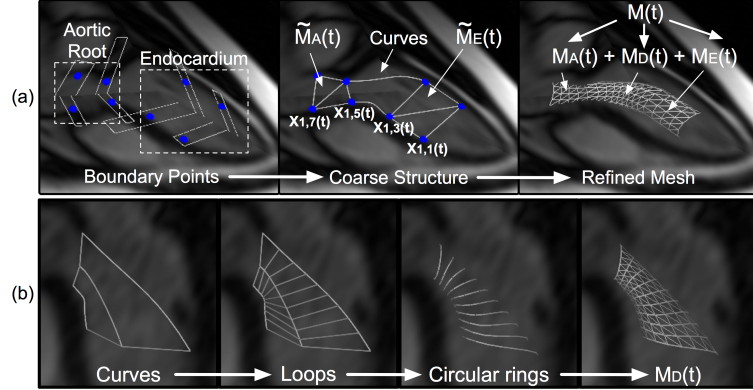 (a)
Aortic
Root
Endocardium
Boundary Points
M̃A(t)
Curves
M̃E(t)
X1,7(t)
X1,5(t)
X1,3(t)
X1,1(t)
Coarse Structure
M(t)
MA(t) + MD(t) + ME(t)
Refined Mesh
(b)
Curves
Loops
Circular rings
MD(t)